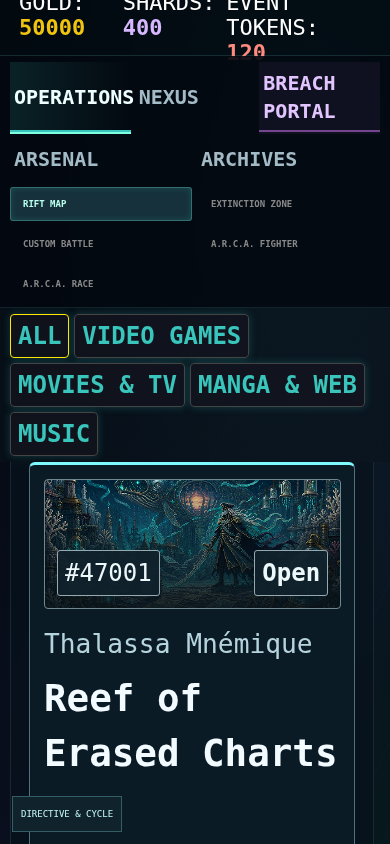 GOLD: SHARDS: EVENT
50000 400 TOKENS:
120
OPERATIONS NEXUS BREACH
PORTAL
ARSENAL ARCHIVES
RIFT MAP EXTINCTION ZONE
CUSTOM BATTLE A.R.C.A. FIGHTER
A.R.C.A. RACE
ALL VIDEO GAMES
MOVIES & TV MANGA & WEB
MUSIC
#47001 Open
Thalassa Mnémique
Reef of
Erased Charts
DIRECTIVE & CYCLE